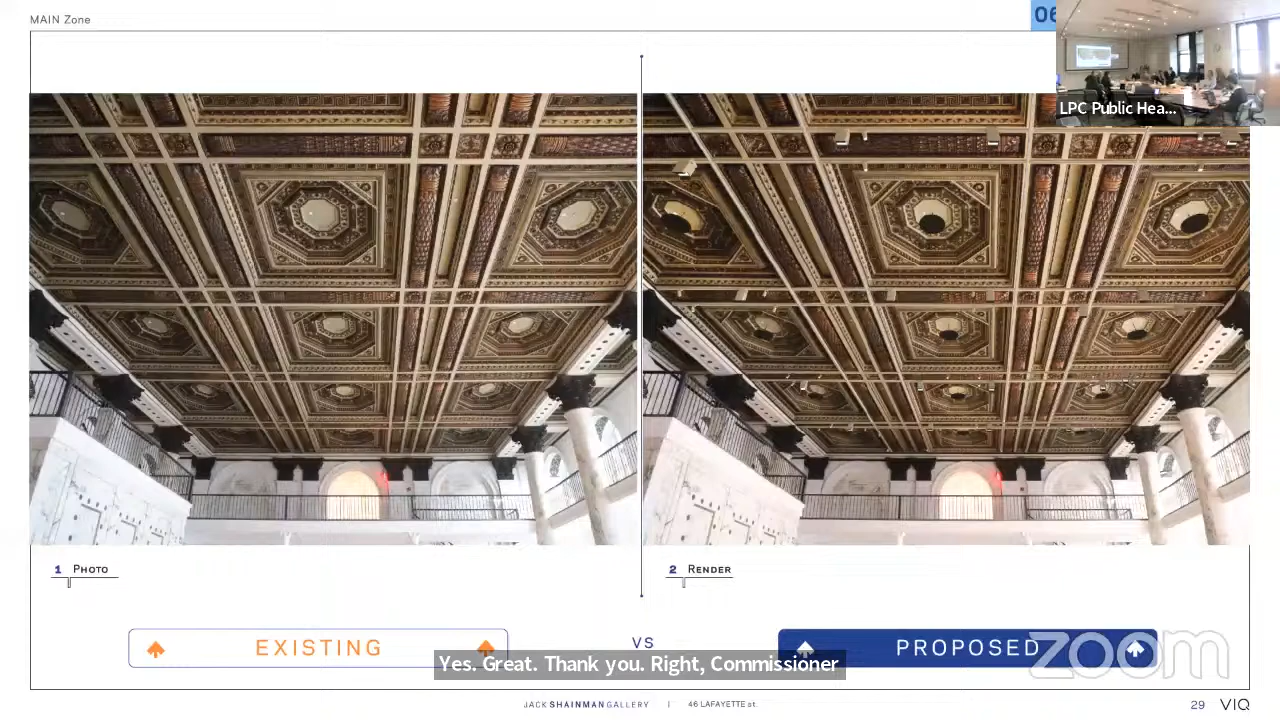 MAIN Zone
06
LPC Public Hea...
1 PHOTO
2 RENDER
EXISTING
VS
PROPOSED
zoom
Yes. Great. Thank you. Right, Commissioner
JACK SHAINMAN GALLERY | 46 LAFAYETTE st.
29 VIQ